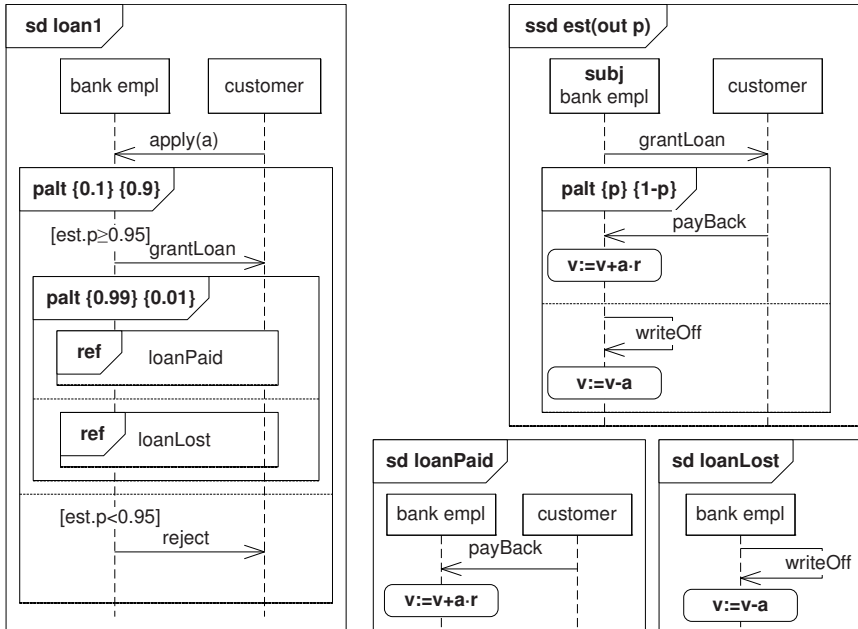 sd loan1
bank empl
customer
apply(a)
palt {0.1} {0.9}
[est.p≥0.95]
grantLoan
palt {0.99} {0.01}
ref
loanPaid
ref
loanLost
[est.p<0.95]
reject
ssd est(out p)
subj
bank empl
customer
grantLoan
palt {p} {1-p}
payBack
v:=v+a·r
writeOff
v:=v-a
sd loanPaid
bank empl
customer
payBack
v:=v+a·r
sd loanLost
bank empl
writeOff
v:=v-a